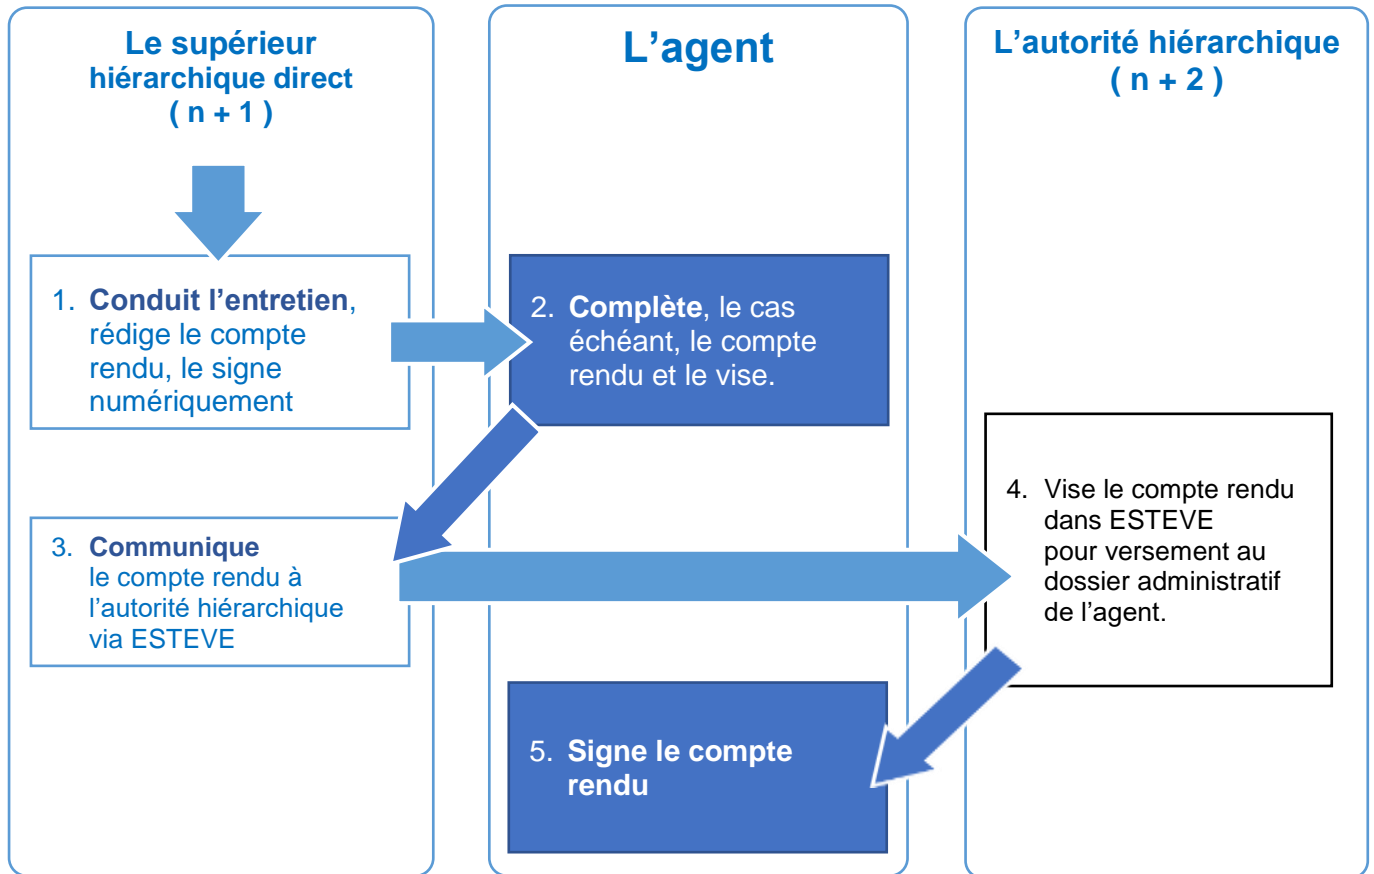 Le supérieur
hiérarchique direct
( n + 1 )
L’agent
L’autorité hiérarchique
( n + 2 )
1. Conduit l’entretien,
rédige le compte
rendu, le signe
numériquement
2. Complète, le cas
échéant, le compte
rendu et le vise.
3. Communique
le compte rendu à
l’autorité hiérarchique
via ESTEVE
4. Vise le compte rendu
dans ESTEVE
pour versement au
dossier administratif
de l’agent.
5. Signe le compte
rendu